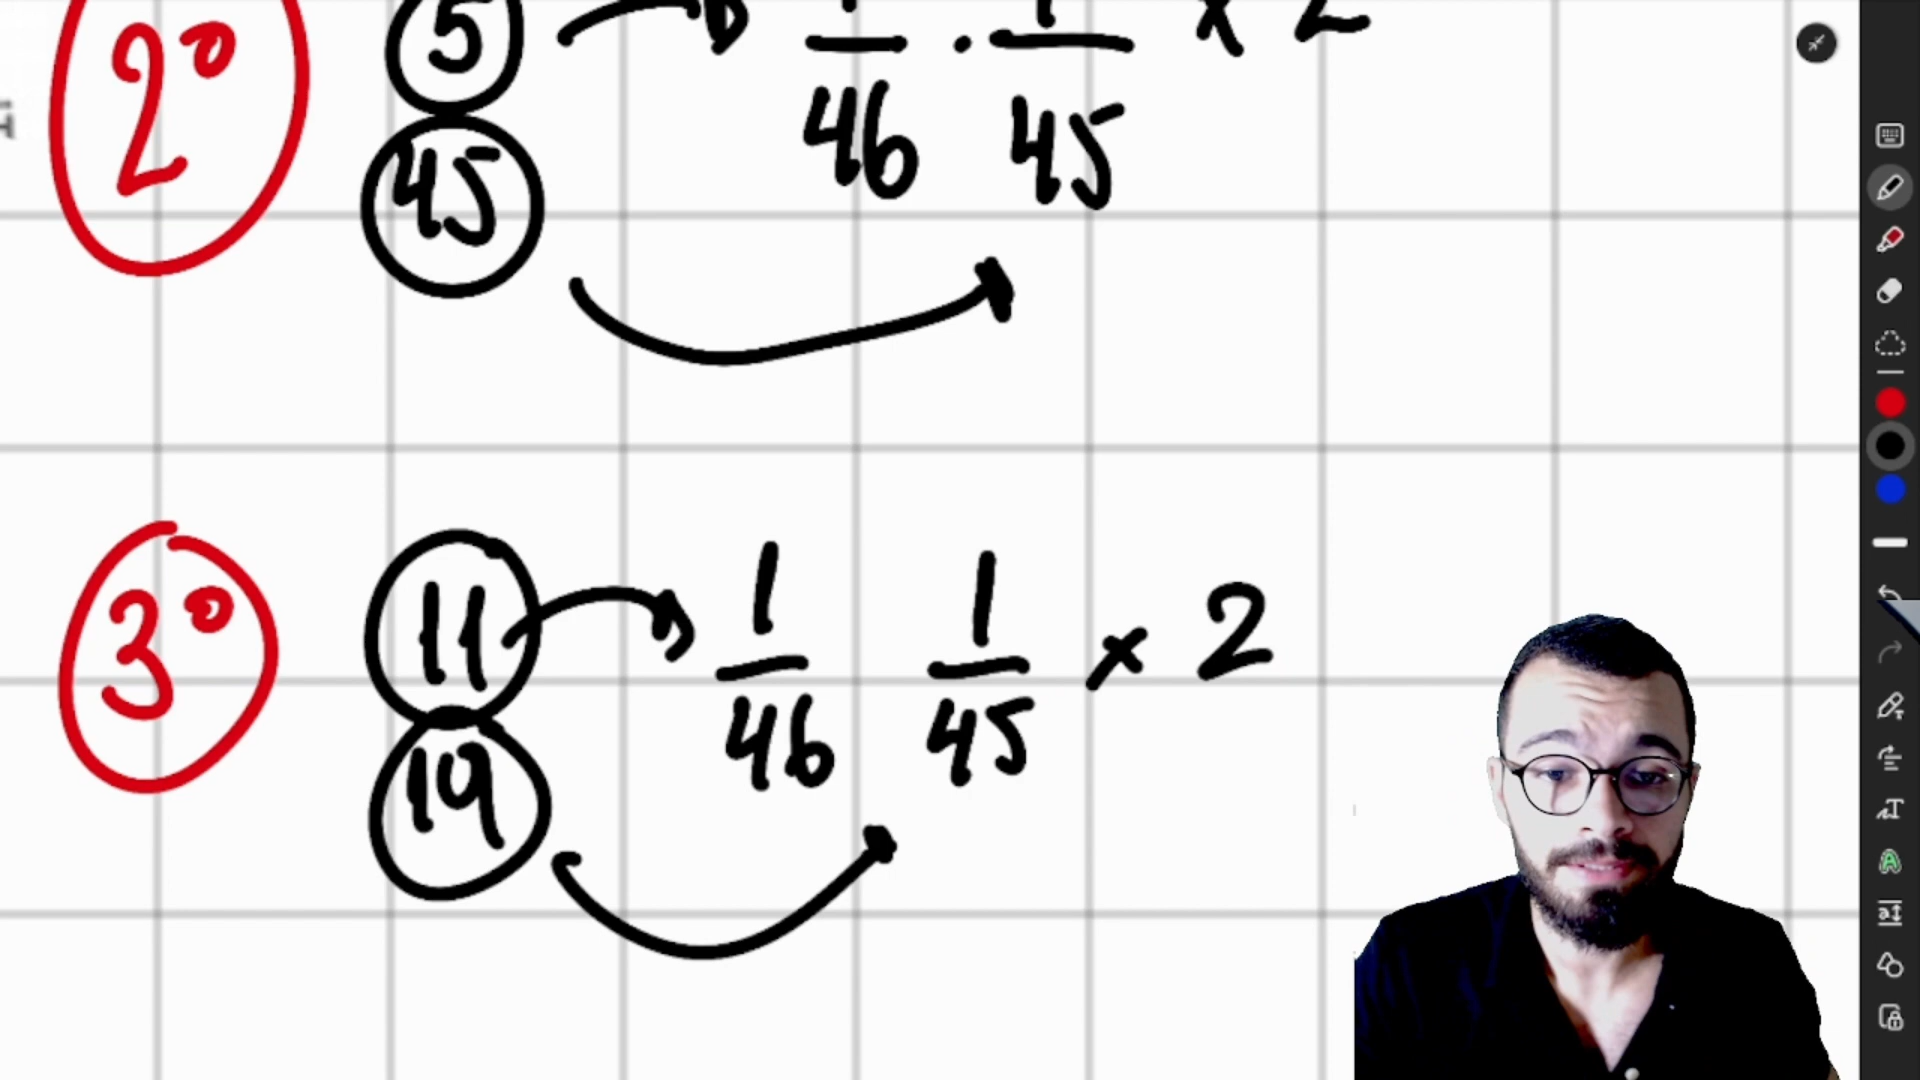 2º 5 1/46 · 1/45 × 2
45
3º 11 1/46 1/45 × 2
19